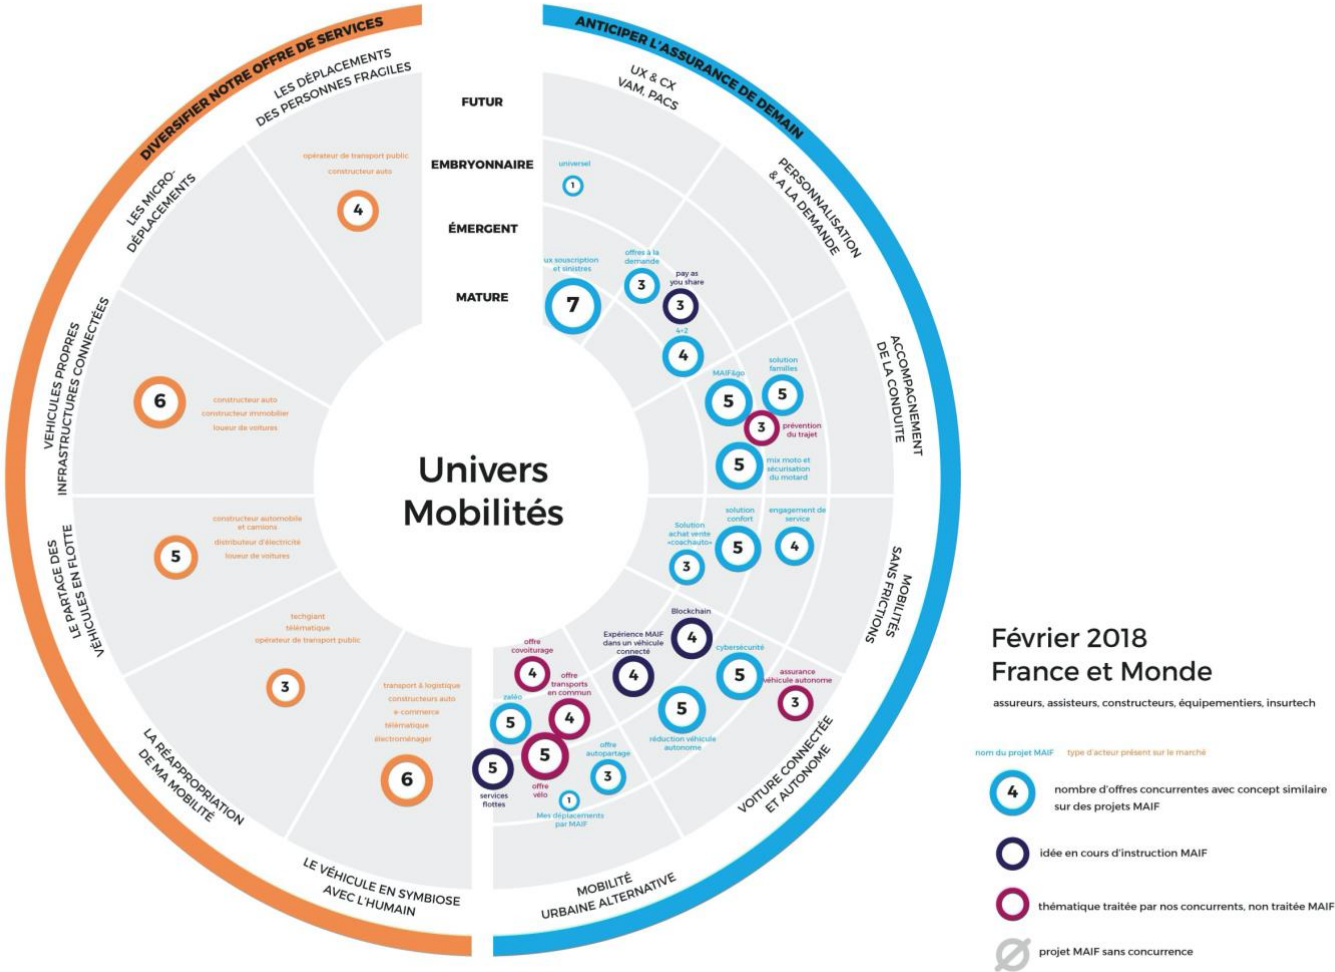 DIVERSIFIER NOTRE OFFRE DE SERVICES
ANTICIPER L'ASSURANCE DE DEMAIN
LES DÉPLACEMENTS
DES PERSONNES FRAGILES
UX & CX
VAM, PACS
FUTUR
EMBRYONNAIRE
ÉMERGENT
MATURE
opérateur de transport public
constructeur auto
4
universel
1
LES MICRO-
DÉPLACEMENTS
PERSONNALISATION
& A LA DEMANDE
ux souscription
et sinistres
7
offres à la
demande
3
pay as
you share
3
4-2
4
VEHICULES PROPRES
INFRASTRUCTURES CONNECTÉES
6
constructeur auto
constructeur immobilier
loueur de voitures
ACCOMPAGNEMENT
DE LA CONDUITE
MAIF&go
5
solution
familles
5
3
prévention
du trajet
5
mix moto et
sécurisation
du motard
Univers
Mobilités
LE PARTAGE DES
VÉHICULES EN FLOTTE
constructeur automobile
et camions
distributeur d'électricité
loueur de voitures
5
MOBILITÉS
SANS FRICTIONS
Solution
achat vente
«coachauto»
3
solution
confort
5
engagement de
service
4
LA RÉAPPROPRIATION
DE MA MOBILITÉ
techgiant
télématique
opérateur de transport public
3
VOITURE CONNECTÉE
ET AUTONOME
Blockchain
4
Expérience MAIF
dans un véhicule
connecté
4
cybersécurité
5
assurance
véhicule autonome
3
5
réduction véhicule
autonome
LE VÉHICULE EN SYMBIOSE
AVEC L'HUMAIN
transport & logistique
constructeurs auto
e-commerce
télématique
électroménager
6
MOBILITÉ
URBAINE ALTERNATIVE
offre
covoiturage
4
offre
transports
en commun
4
zaléo
5
5
services
flottes
5
offre
vélo
offre
autopartage
3
1
Mes déplacements
par MAIF
Février 2018
France et Monde
assureurs, assisteurs, constructeurs, équipementiers, insurtech
nom du projet MAIF
type d'acteur présent sur le marché
4
nombre d'offres concurrentes avec concept similaire
sur des projets MAIF
idée en cours d'instruction MAIF
thématique traitée par nos concurrents, non traitée MAIF
projet MAIF sans concurrence